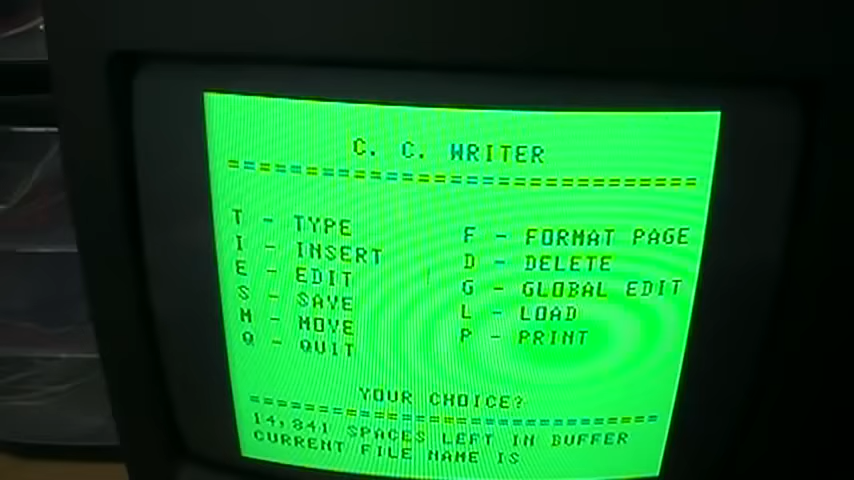 C. C. WRITER
=============================
T - TYPE
I - INSERT
E - EDIT
S - SAVE
M - MOVE
Q - QUIT
F - FORMAT PAGE
D - DELETE
G - GLOBAL EDIT
L - LOAD
P - PRINT
YOUR CHOICE?
=============================
14,841 SPACES LEFT IN BUFFER
CURRENT FILE NAME IS